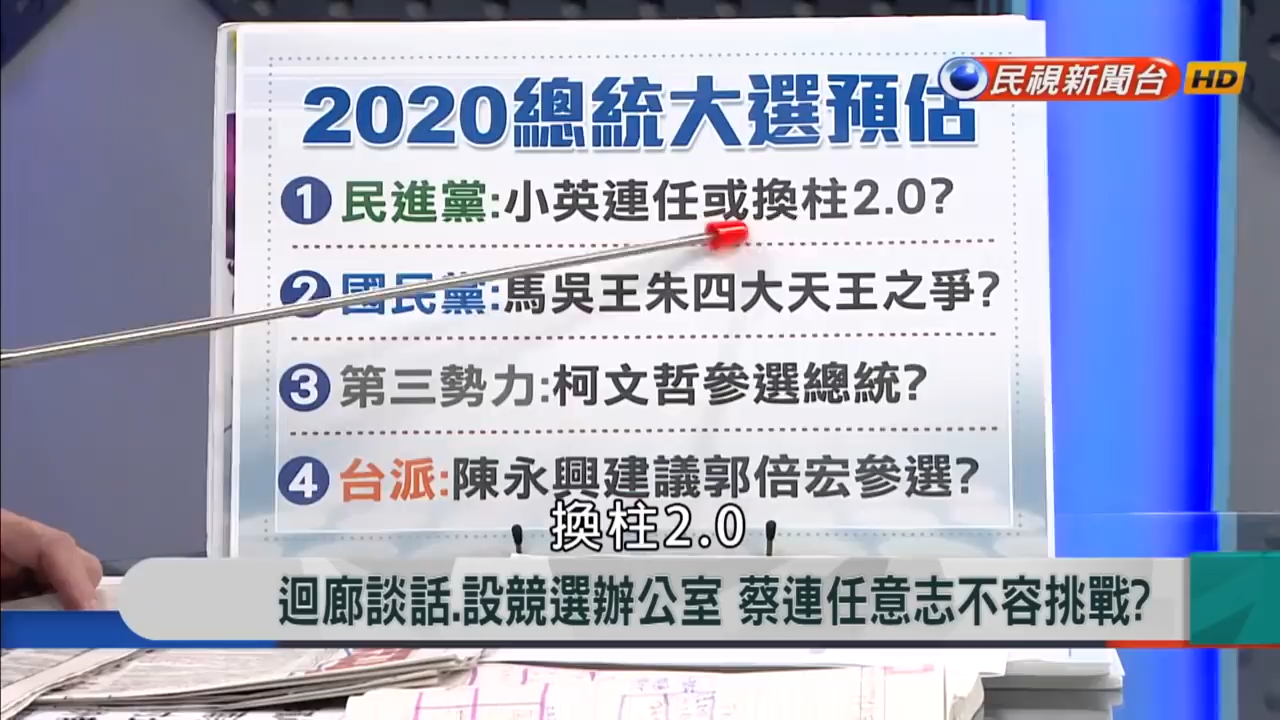 2020總統大選預估
民視新聞台 HD
1 民進黨:小英連任或換柱2.0?
2 國民黨:馬吳王朱四大天王之爭?
3 第三勢力:柯文哲參選總統?
4 台派:陳永興建議郭倍宏參選?
換柱2.0
迴廊談話.設競選辦公室 蔡連任意志不容挑戰?